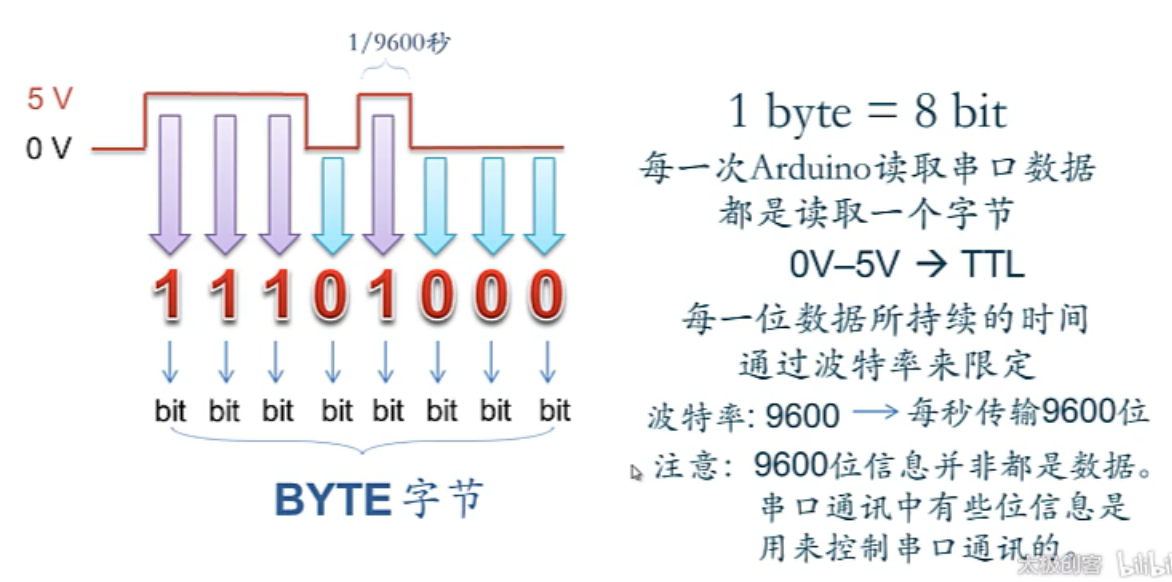 1/9600秒
5 V
0 V
1 1 1 0 1 0 0 0
bit bit bit bit bit bit bit bit
BYTE 字节
1 byte = 8 bit
每一次Arduino读取串口数据
都是读取一个字节
0V–5V → TTL
每一位数据所持续的时间
通过波特率来限定
波特率: 9600 → 每秒传输9600位
注意：9600位信息并非都是数据。
串口通讯中有些位信息是
用来控制串口通讯的。
太极创客 bilibi